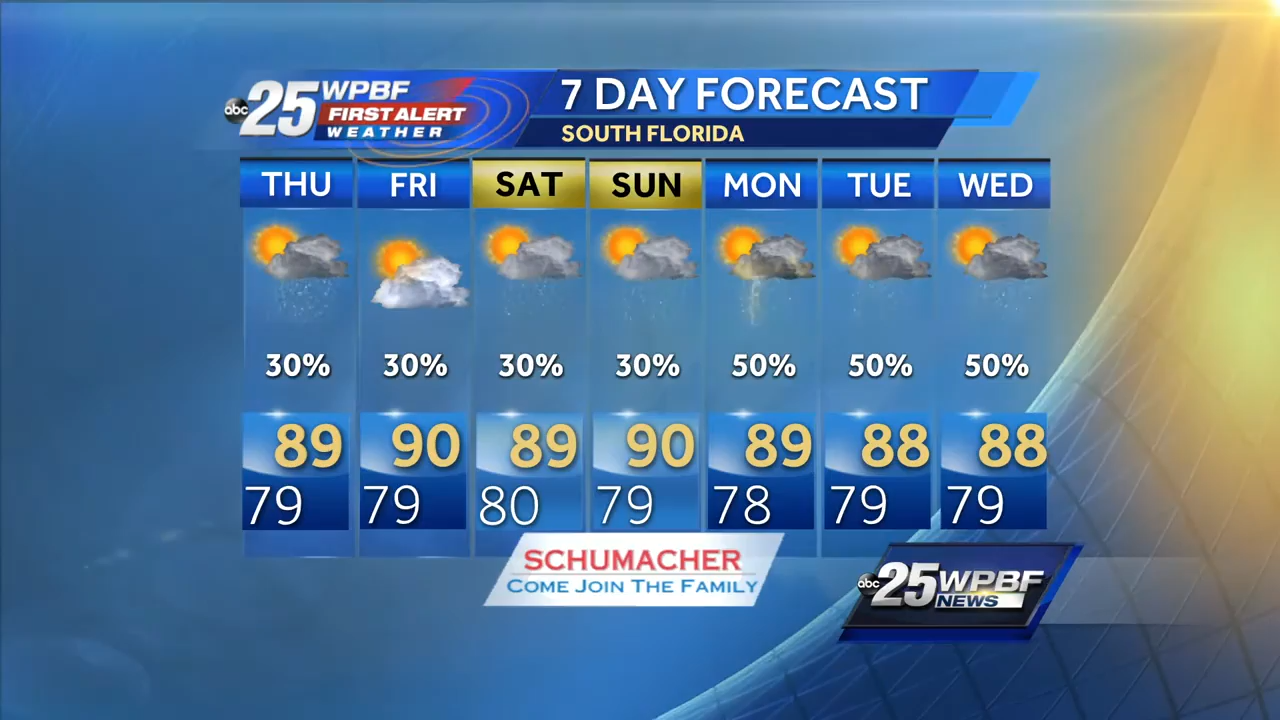 abc 25 WPBF
FIRST ALERT
WEATHER
7 DAY FORECAST
SOUTH FLORIDA
THU FRI SAT SUN MON TUE WED
30% 30% 30% 30% 50% 50% 50%
89 90 89 90 89 88 88
79 79 80 79 78 79 79
SCHUMACHER
COME JOIN THE FAMILY
abc 25 WPBF
NEWS